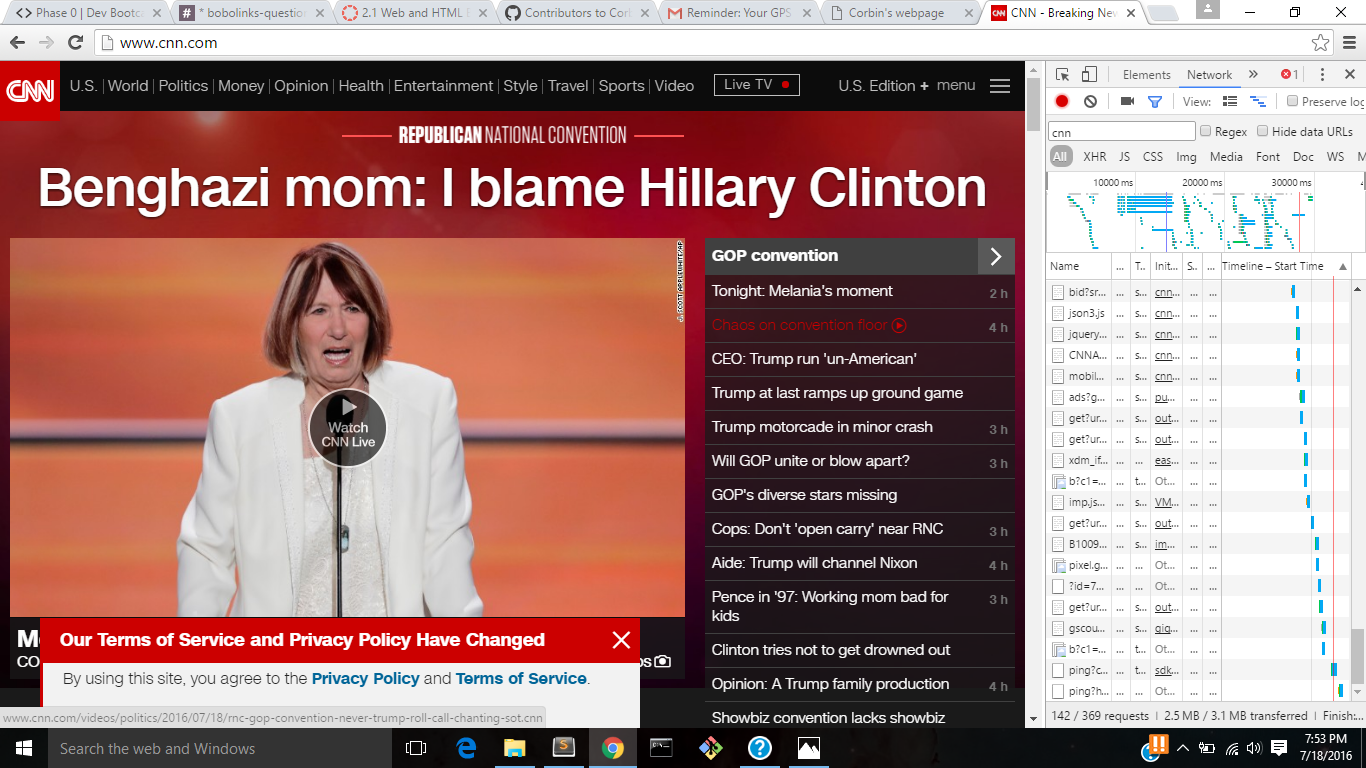 Phase 0 | Dev Bootca
* bobolinks-question
2.1 Web and HTML
Contributors to Cor
Reminder: Your GPS
Corbin's webpage
CNN - Breaking Nev
www.cnn.com
CNN
U.S. World Politics Money Opinion Health Entertainment Style Travel Sports Video
Live TV
U.S. Edition + menu
REPUBLICAN NATIONAL CONVENTION
Benghazi mom: I blame Hillary Clinton
J. SCOTT APPLEWHITE/AP
Watch
CNN Live
GOP convention
Tonight: Melania's moment 2 h
Chaos on convention floor 4 h
CEO: Trump run 'un-American'
Trump at last ramps up ground game
Trump motorcade in minor crash 3 h
Will GOP unite or blow apart? 3 h
GOP's diverse stars missing
Cops: Don't 'open carry' near RNC 3 h
Aide: Trump will channel Nixon 4 h
Pence in '97: Working mom bad for 3 h
kids
Clinton tries not to get drowned out
Opinion: A Trump family production 4 h
Showbiz convention lacks showbiz
Our Terms of Service and Privacy Policy Have Changed
By using this site, you agree to the Privacy Policy and Terms of Service.
www.cnn.com/videos/politics/2016/07/18/rnc-gop-convention-never-trump-roll-call-chanting-sot.cnn
Elements Network » 1
View: Preserve log
cnn Regex Hide data URLs
All XHR JS CSS Img Media Font Doc WS M
10000 ms 20000 ms 30000 ms
Name ... T.. Init... S.. ... Timeline – Start Time
bid?sr... ... s... cnn... ... ...
json3.js ... s... cnn... ... ...
jquery... ... s... cnn... ... ...
CNNA... ... s... cnn... ... ...
mobil... ... s... cnn... ... ...
ads?g... ... s... pu... ... ...
get?ur... ... s... out... ... ...
get?ur... ... s... out... ... ...
xdm_if... ... s... eas... ... ...
b?c1=... ... t... Ot... ... ...
imp.js... ... s... VM... ... ...
get?ur... ... s... out... ... ...
B1009... ... s... im... ... ...
pixel.g... ... s... Ot... ... ...
?id=7... ... s... Ot... ... ...
get?ur... ... s... out... ... ...
gscou... ... s... gig... ... ...
b?c1=... ... t... Ot... ... ...
ping?c... ... t... sdk... ... ...
ping?h... ... t... Ot... ... ...
142 / 369 requests | 2.5 MB / 3.1 MB transferred | Finish:...
Search the web and Windows
7:53 PM
7/18/2016